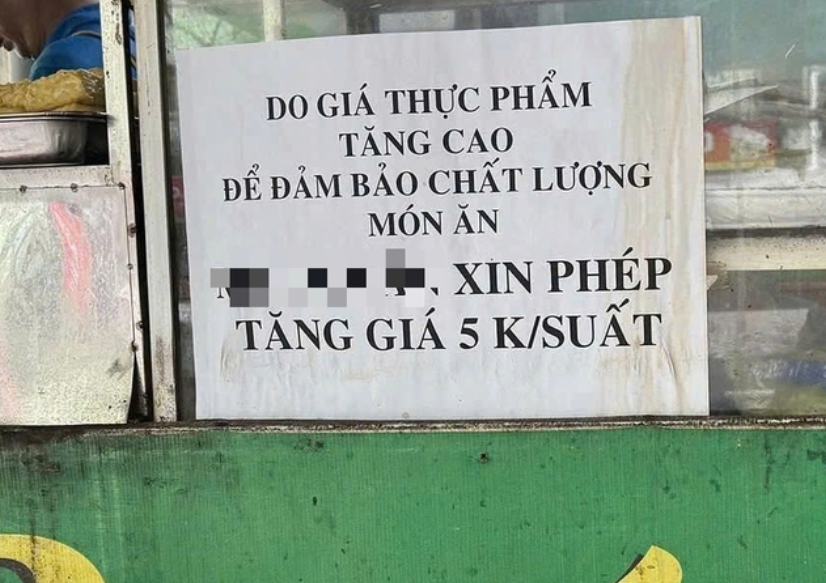 DO GIÁ THỰC PHẨM
TĂNG CAO
ĐỂ ĐẢM BẢO CHẤT LƯỢNG
MÓN ĂN
XIN PHÉP
TĂNG GIÁ 5 K/SUẤT